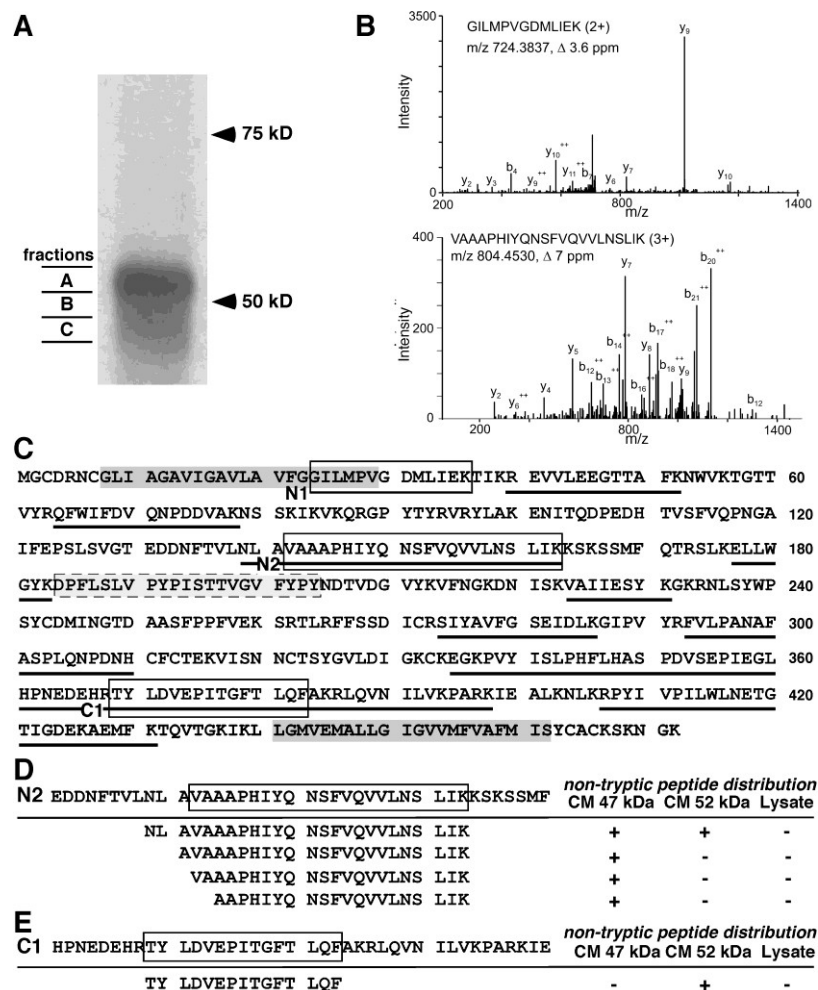 A
75 kD
fractions
A
B
C
50 kD
B
GILMPVGDMLIEK (2+)
m/z 724.3837, Δ 3.6 ppm
3500
Intensity
0
y2 y3 b4 y9++ y10++ y11++ b7 y6 y7 y9 y10
200 800 1400
m/z
VAAAPHIYQNSFVQVVLNSLIK (3+)
m/z 804.4530, Δ 7 ppm
400
200
0
Intensity
y2 y6++ y4 y5 b12++ b13++ b14++ y7 b16++ y8 b17++ b18++ y9 b21++ b20++ b12
200 800 1400
m/z
C
MGCDRNCGLI AGAVIGAVLA VFGGILMPVG DMLIEKTIKR EVVLEEGTTA FKNWVKTGTT 60
N1
VYRQFWIFDV QNPDDVAKNS SKIKVKQRGP YTYRVRYLAK ENITQDPEDH TVSFVQPNGA 120
IFEPSLSVGT EDDNFTVLNL AVAAAPHIYQ NSFVQVVLNS LIKKSKSSMF QTRSLKELLW 180
N2
GYKDPFLSLV PYPISTTVGV FYPYNDTVDG VYKVFNGKDN ISKVAIIESY KGKRNLSYWP 240
SYCDMINGTD AASFPPFVEK SRTLRFFSSD ICRSIYAVFG SEIDLKGIPV YRFVLPANAF 300
ASPLQNPDNH CFCTEKVISN NCTSYGVLDI GKCKEGKPVY ISLPHFLHAS PDVSEPIEGL 360
HPNEDEHRTY LDVEPITGFT LQFAKRLQVN ILVKPARKIE ALKNLKRPYI VPILWLNETG 420
C1
TIGDEKAEMF KTQVTGKIKL LGMVEMALLG IGVVMFVAFM ISYCACKSKN GK
D
N2 EDDNFTVLNL AVAAAPHIYQ NSFVQVVLNS LIKKSKSSMF
non-tryptic peptide distribution
CM 47 kDa CM 52 kDa Lysate
NL AVAAAPHIYQ NSFVQVVLNS LIK + + -
AVAAAPHIYQ NSFVQVVLNS LIK + - -
VAAAPHIYQ NSFVQVVLNS LIK + - -
AAPHIYQ NSFVQVVLNS LIK + - -
E
C1 HPNEDEHRTY LDVEPITGFT LQFAKRLQVN ILVKPARKIE
non-tryptic peptide distribution
CM 47 kDa CM 52 kDa Lysate
TY LDVEPITGFT LQF - + -